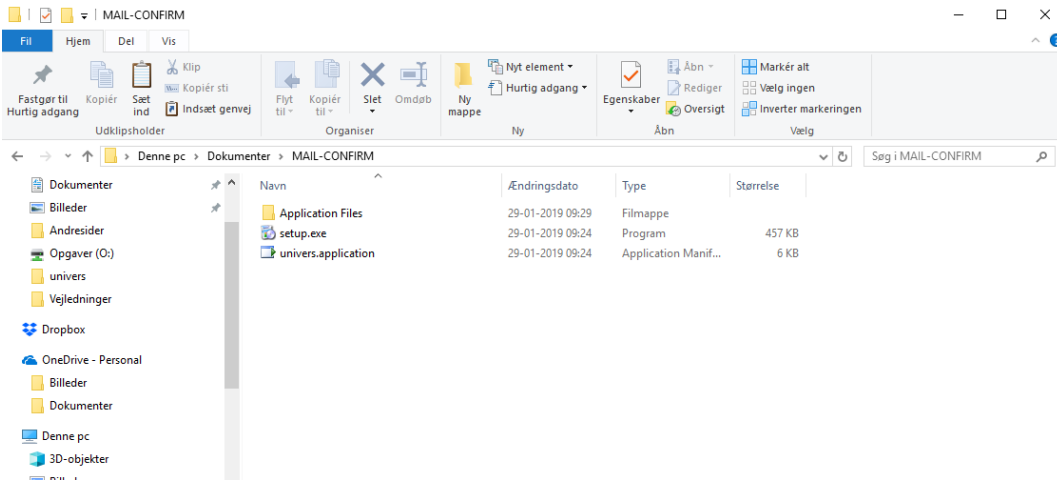 MAIL-CONFIRM
Fil Hjem Del Vis
Fastgør til Hurtig adgang
Kopiér
Sæt ind
Klip
Kopiér sti
Indsæt genvej
Udklipsholder
Flyt til
Kopiér til
Slet
Omdøb
Organiser
Ny mappe
Nyt element
Hurtig adgang
Ny
Egenskaber
Åbn
Rediger
Oversigt
Åbn
Markér alt
Vælg ingen
Inverter markeringen
Vælg
Denne pc > Dokumenter > MAIL-CONFIRM
Søg i MAIL-CONFIRM
Dokumenter
Billeder
Andresider
Opgaver (O:)
univers
Vejledninger
Dropbox
OneDrive - Personal
Billeder
Dokumenter
Denne pc
3D-objekter
Navn Ændringsdato Type Størrelse
Application Files 29-01-2019 09:29 Filmappe
setup.exe 29-01-2019 09:24 Program 457 KB
univers.application 29-01-2019 09:24 Application Manif... 6 KB